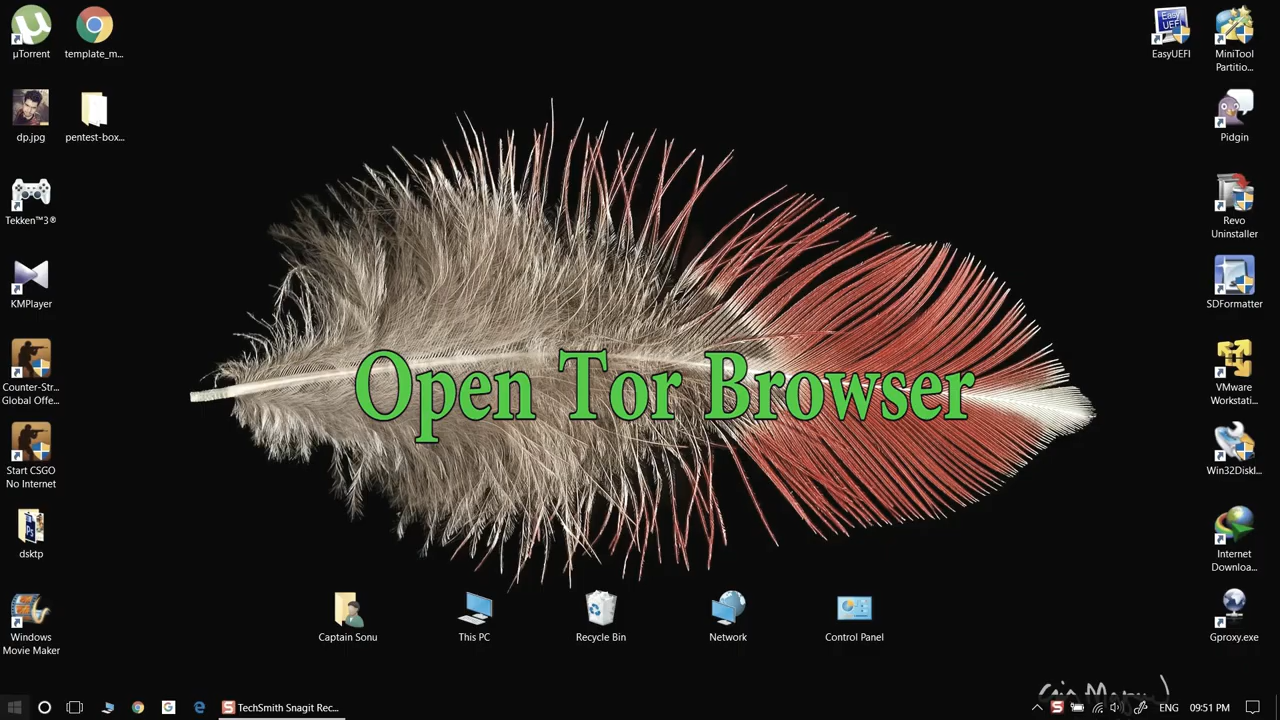 µTorrent
template_m...
EasyUEFI
MiniTool
Partitio...
dp.jpg
pentest-box...
Pidgin
Tekken™3®
Revo
Uninstaller
KMPlayer
SDFormatter
Open Tor Browser
Counter-Str...
Global Offe...
VMware
Workstati...
Start CSGO
No Internet
Win32DiskI...
dsktp
Internet
Downloa...
Windows
Movie Maker
Captain Sonu
This PC
Recycle Bin
Network
Control Panel
Gproxy.exe
TechSmith Snagit Rec...
ENG
09:51 PM